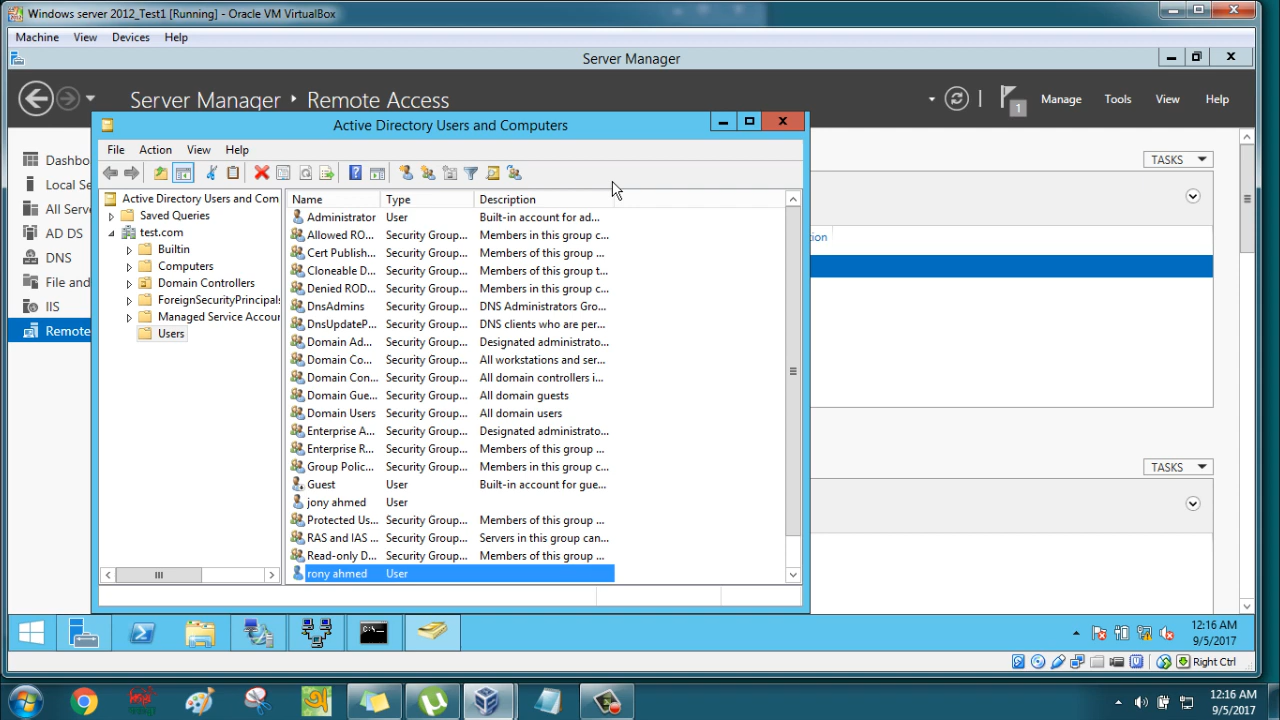 Windows server 2012_Test1 [Running] - Oracle VM VirtualBox
Machine View Devices Help
Server Manager
Server Manager ‣ Remote Access
1
Manage Tools View Help
Dashbo
Local Se
All Serve
AD DS
DNS
File and
IIS
Remote
TASKS
tion
TASKS
Active Directory Users and Computers
File Action View Help
Active Directory Users and Com
Saved Queries
test.com
Builtin
Computers
Domain Controllers
ForeignSecurityPrincipals
Managed Service Accour
Users
Name Type Description
Administrator User Built-in account for ad...
Allowed RO... Security Group... Members in this group c...
Cert Publish... Security Group... Members of this group ...
Cloneable D... Security Group... Members of this group t...
Denied ROD... Security Group... Members in this group c...
DnsAdmins Security Group... DNS Administrators Gro...
DnsUpdateP... Security Group... DNS clients who are per...
Domain Ad... Security Group... Designated administrato...
Domain Co... Security Group... All workstations and ser...
Domain Con... Security Group... All domain controllers i...
Domain Gue... Security Group... All domain guests
Domain Users Security Group... All domain users
Enterprise A... Security Group... Designated administrato...
Enterprise R... Security Group... Members of this group ...
Group Polic... Security Group... Members in this group c...
Guest User Built-in account for gue...
jony ahmed User
Protected Us... Security Group... Members of this group ...
RAS and IAS ... Security Group... Servers in this group can...
Read-only D... Security Group... Members of this group ...
rony ahmed User
12:16 AM
9/5/2017
Right Ctrl
12:16 AM
9/5/2017